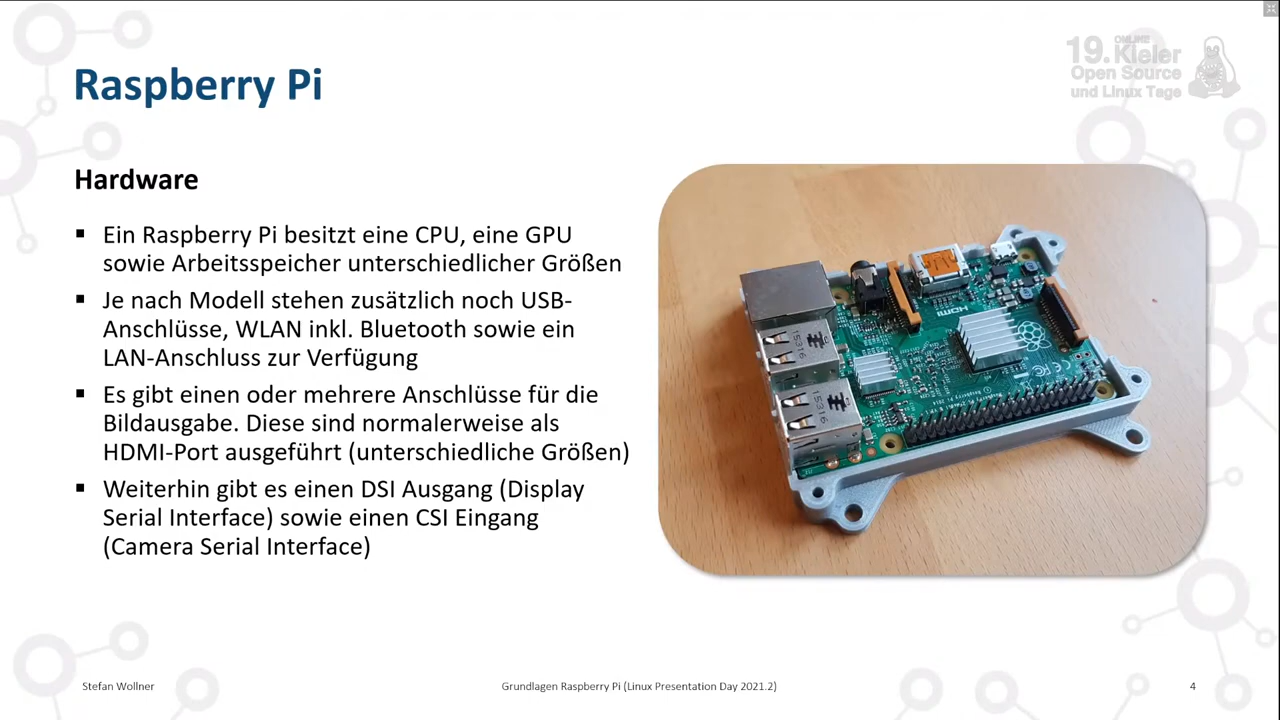 Raspberry Pi
ONLINE
19. Kieler
Open Source
und Linux Tage
Hardware
▪ Ein Raspberry Pi besitzt eine CPU, eine GPU
sowie Arbeitsspeicher unterschiedlicher Größen
▪ Je nach Modell stehen zusätzlich noch USB-
Anschlüsse, WLAN inkl. Bluetooth sowie ein
LAN-Anschluss zur Verfügung
▪ Es gibt einen oder mehrere Anschlüsse für die
Bildausgabe. Diese sind normalerweise als
HDMI-Port ausgeführt (unterschiedliche Größen)
▪ Weiterhin gibt es einen DSI Ausgang (Display
Serial Interface) sowie einen CSI Eingang
(Camera Serial Interface)
HDMI
15316
15316
Stefan Wollner
Grundlagen Raspberry Pi (Linux Presentation Day 2021.2)
4